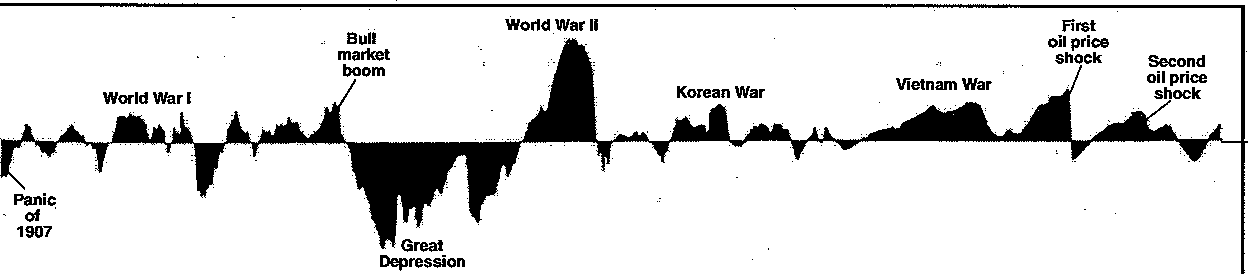 Panic
of
1907
World War I
Bull
market
boom
Great
Depression
World War II
Korean War
Vietnam War
First
oil price
shock
Second
oil price
shock